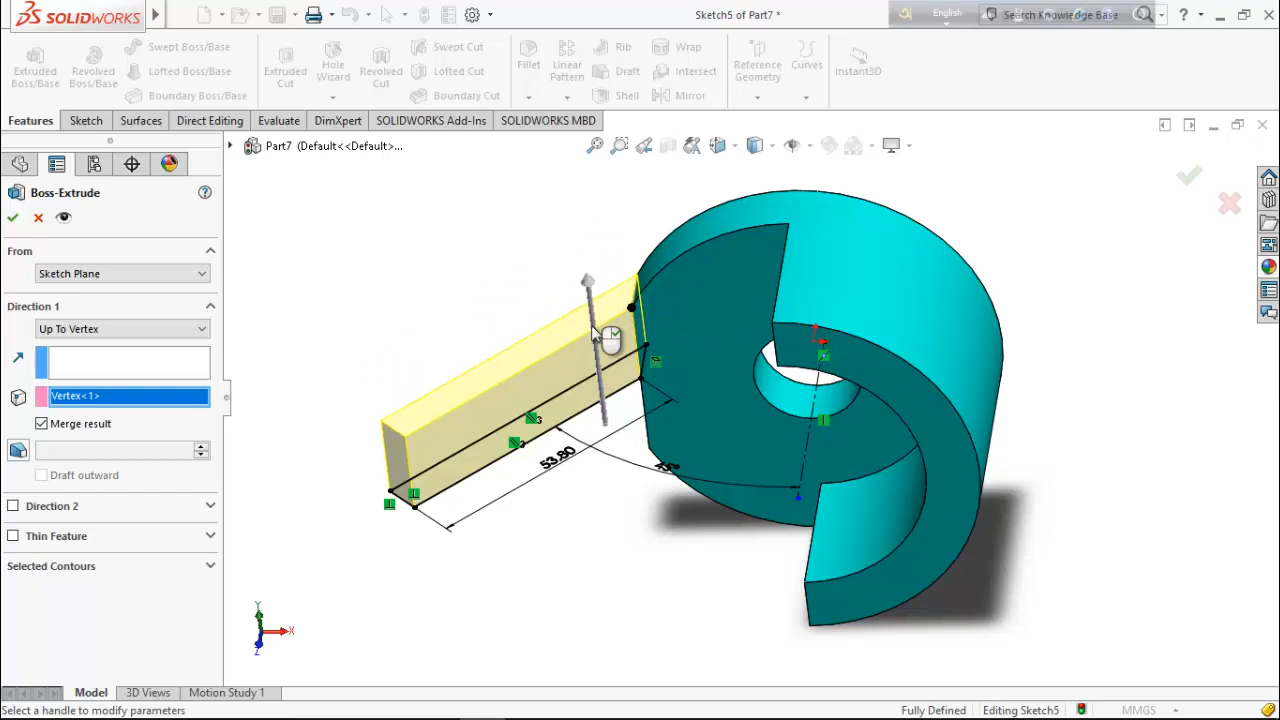 SOLIDWORKS
Sketch5 of Part7 *
English
Search Knowledge Base
Extruded Boss/Base
Revolved Boss/Base
Swept Boss/Base
Lofted Boss/Base
Boundary Boss/Base
Extruded Cut
Hole Wizard
Revolved Cut
Swept Cut
Lofted Cut
Boundary Cut
Fillet
Linear Pattern
Rib
Draft
Shell
Wrap
Intersect
Mirror
Reference Geometry
Curves
Instant3D
Features
Sketch
Surfaces
Direct Editing
Evaluate
DimXpert
SOLIDWORKS Add-Ins
SOLIDWORKS MBD
Part7 (Default<<Default>...
Boss-Extrude
From
Sketch Plane
Direction 1
Up To Vertex
Vertex<1>
Merge result
Draft outward
Direction 2
Thin Feature
Selected Contours
53.80
3
3
Y
X
Z
Model
3D Views
Motion Study 1
Select a handle to modify parameters
Fully Defined
Editing Sketch5
MMGS